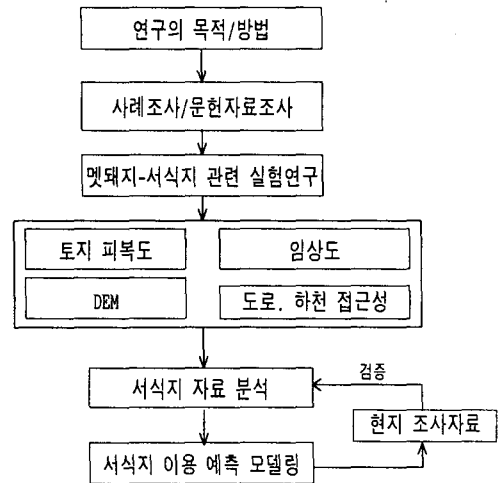 연구의 목적/방법
사례조사/문헌자료조사
멧돼지-서식지 관련 실험연구
토지 피복도
임상도
DEM
도로. 하천 접근성
서식지 자료 분석
검증
현지 조사자료
서식지 이용 예측 모델링